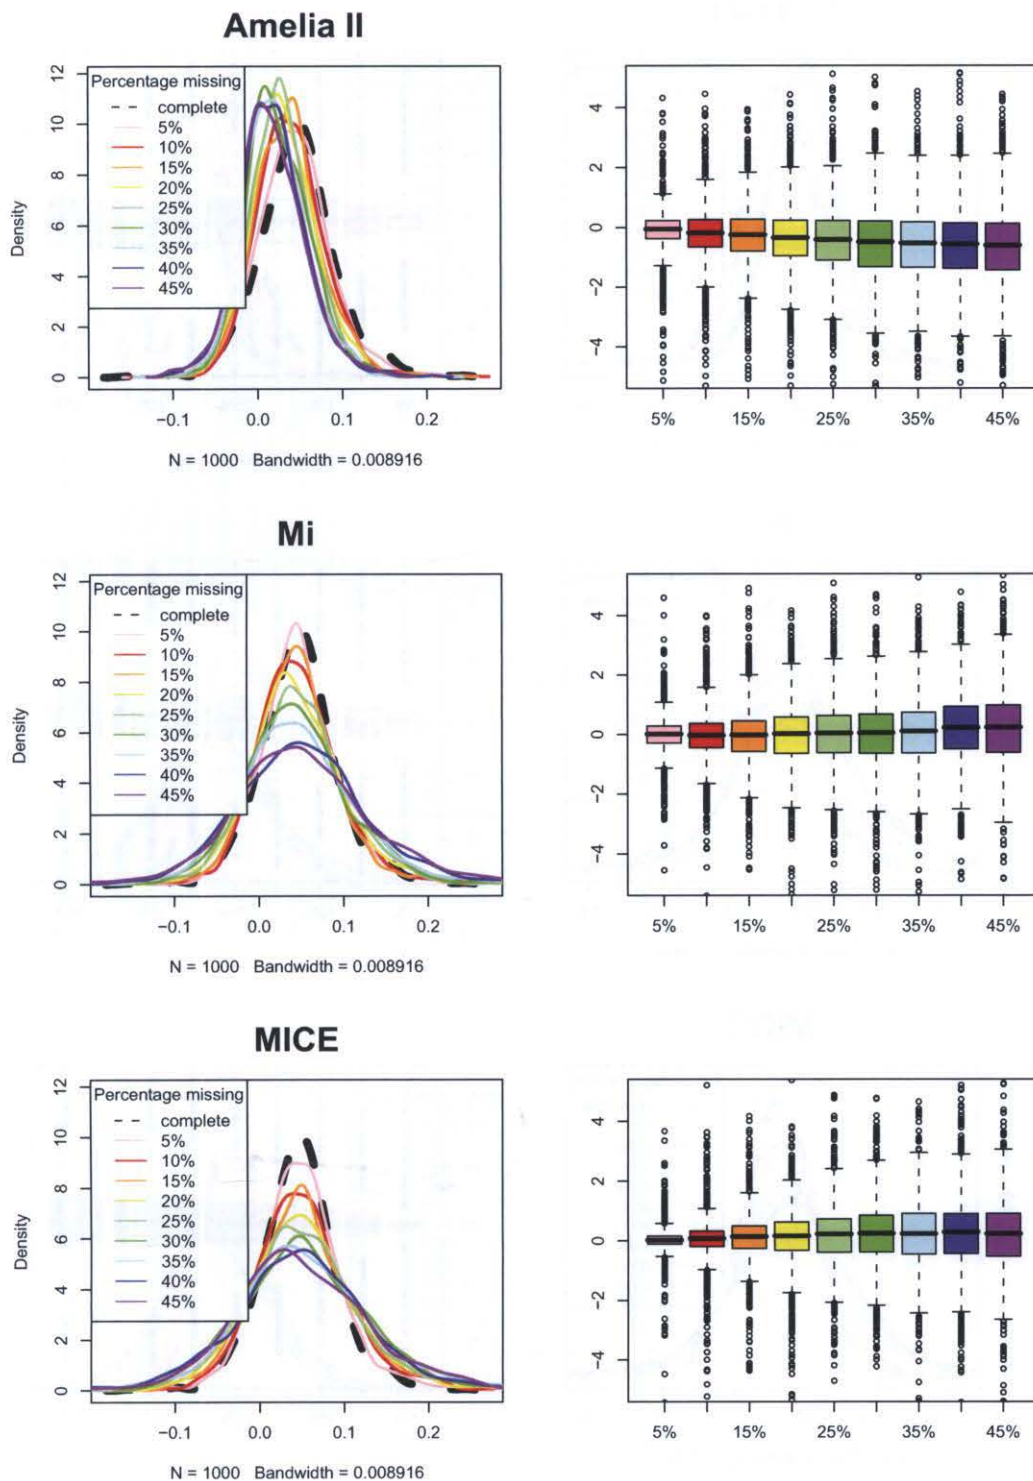 Amelia II
Percentage missing
complete
5%
10%
15%
20%
25%
30%
35%
40%
45%
Density
0 2 4 6 8 10 12
−0.1 0.0 0.1 0.2
N = 1000 Bandwidth = 0.008916
4
2
0
−2
−4
5% 15% 25% 35% 45%
Mi
Percentage missing
complete
5%
10%
15%
20%
25%
30%
35%
40%
45%
Density
0 2 4 6 8 10 12
−0.1 0.0 0.1 0.2
N = 1000 Bandwidth = 0.008916
4
2
0
−2
−4
5% 15% 25% 35% 45%
MICE
Percentage missing
complete
5%
10%
15%
20%
25%
30%
35%
40%
45%
Density
0 2 4 6 8 10 12
−0.1 0.0 0.1 0.2
N = 1000 Bandwidth = 0.008916
4
2
0
−2
−4
5% 15% 25% 35% 45%